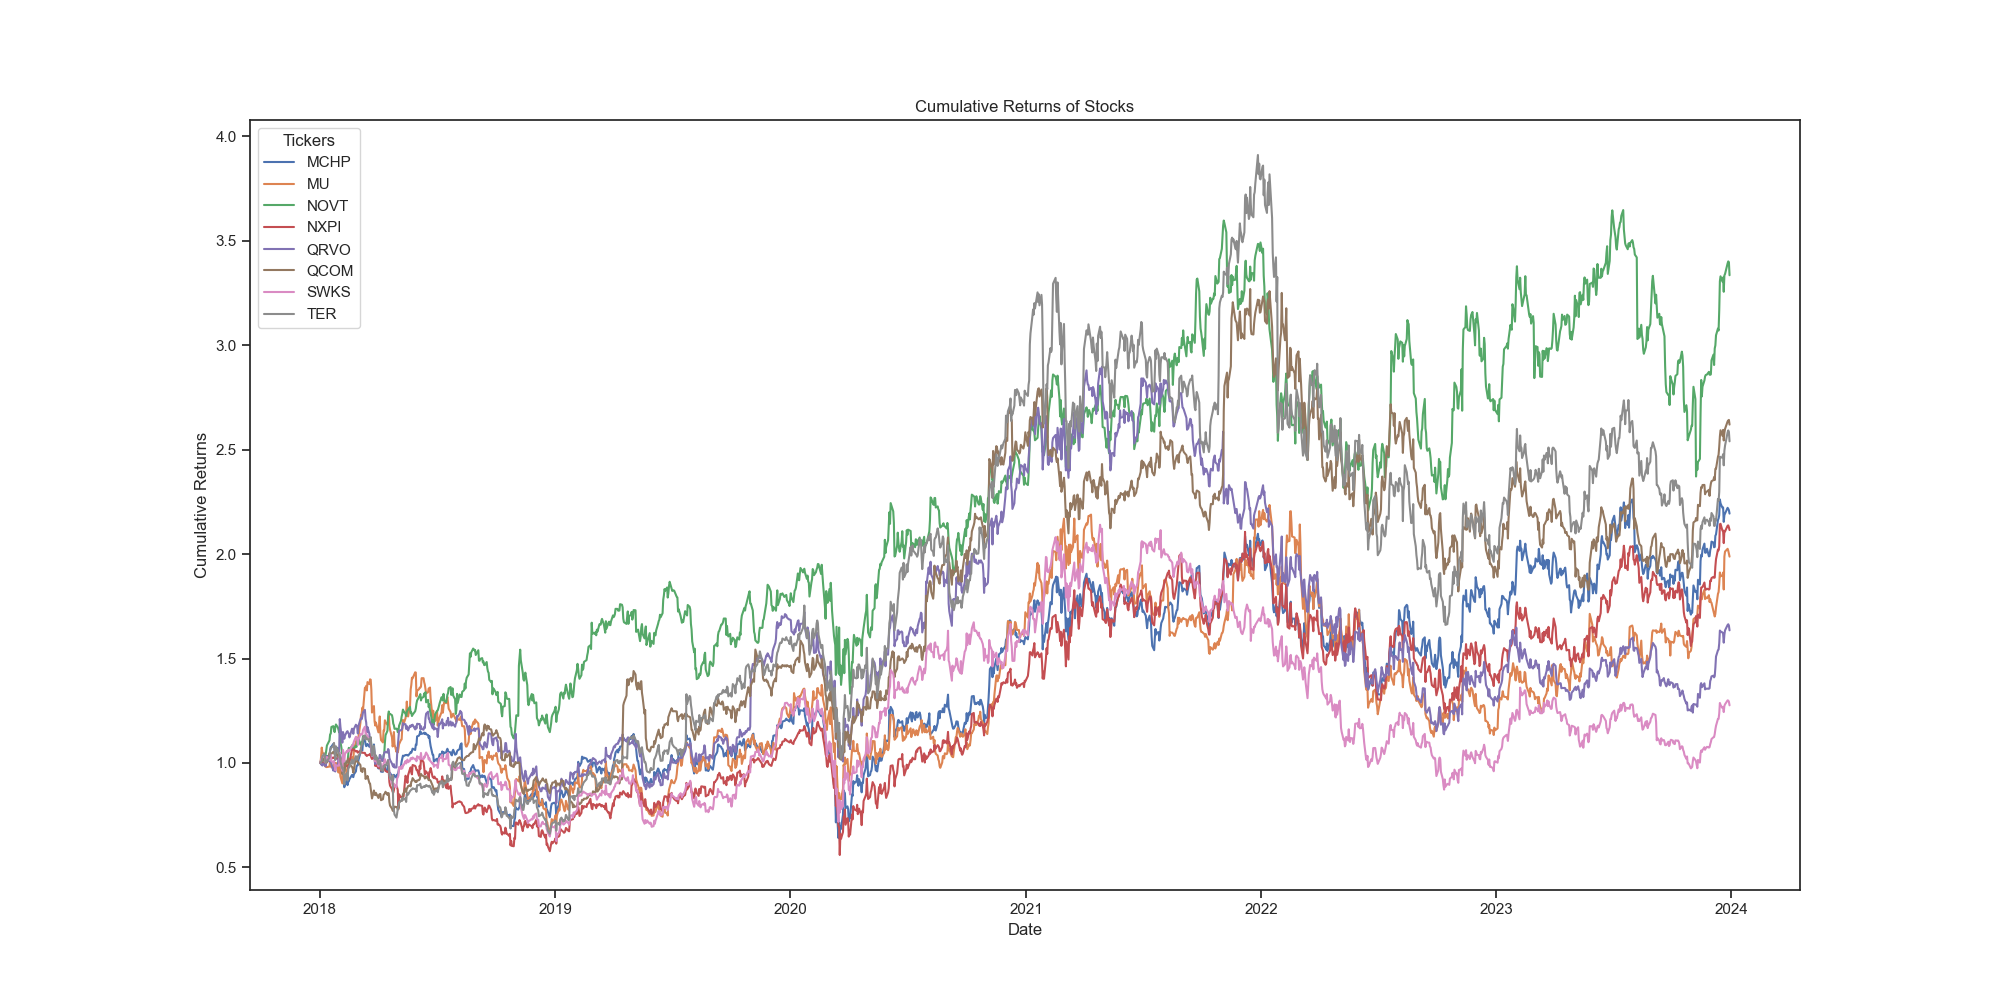 Cumulative Returns of Stocks
Cumulative Returns
4.0
3.5
3.0
2.5
2.0
1.5
1.0
0.5
Tickers
MCHP
MU
NOVT
NXPI
QRVO
QCOM
SWKS
TER
2018 2019 2020 2021 2022 2023 2024
Date